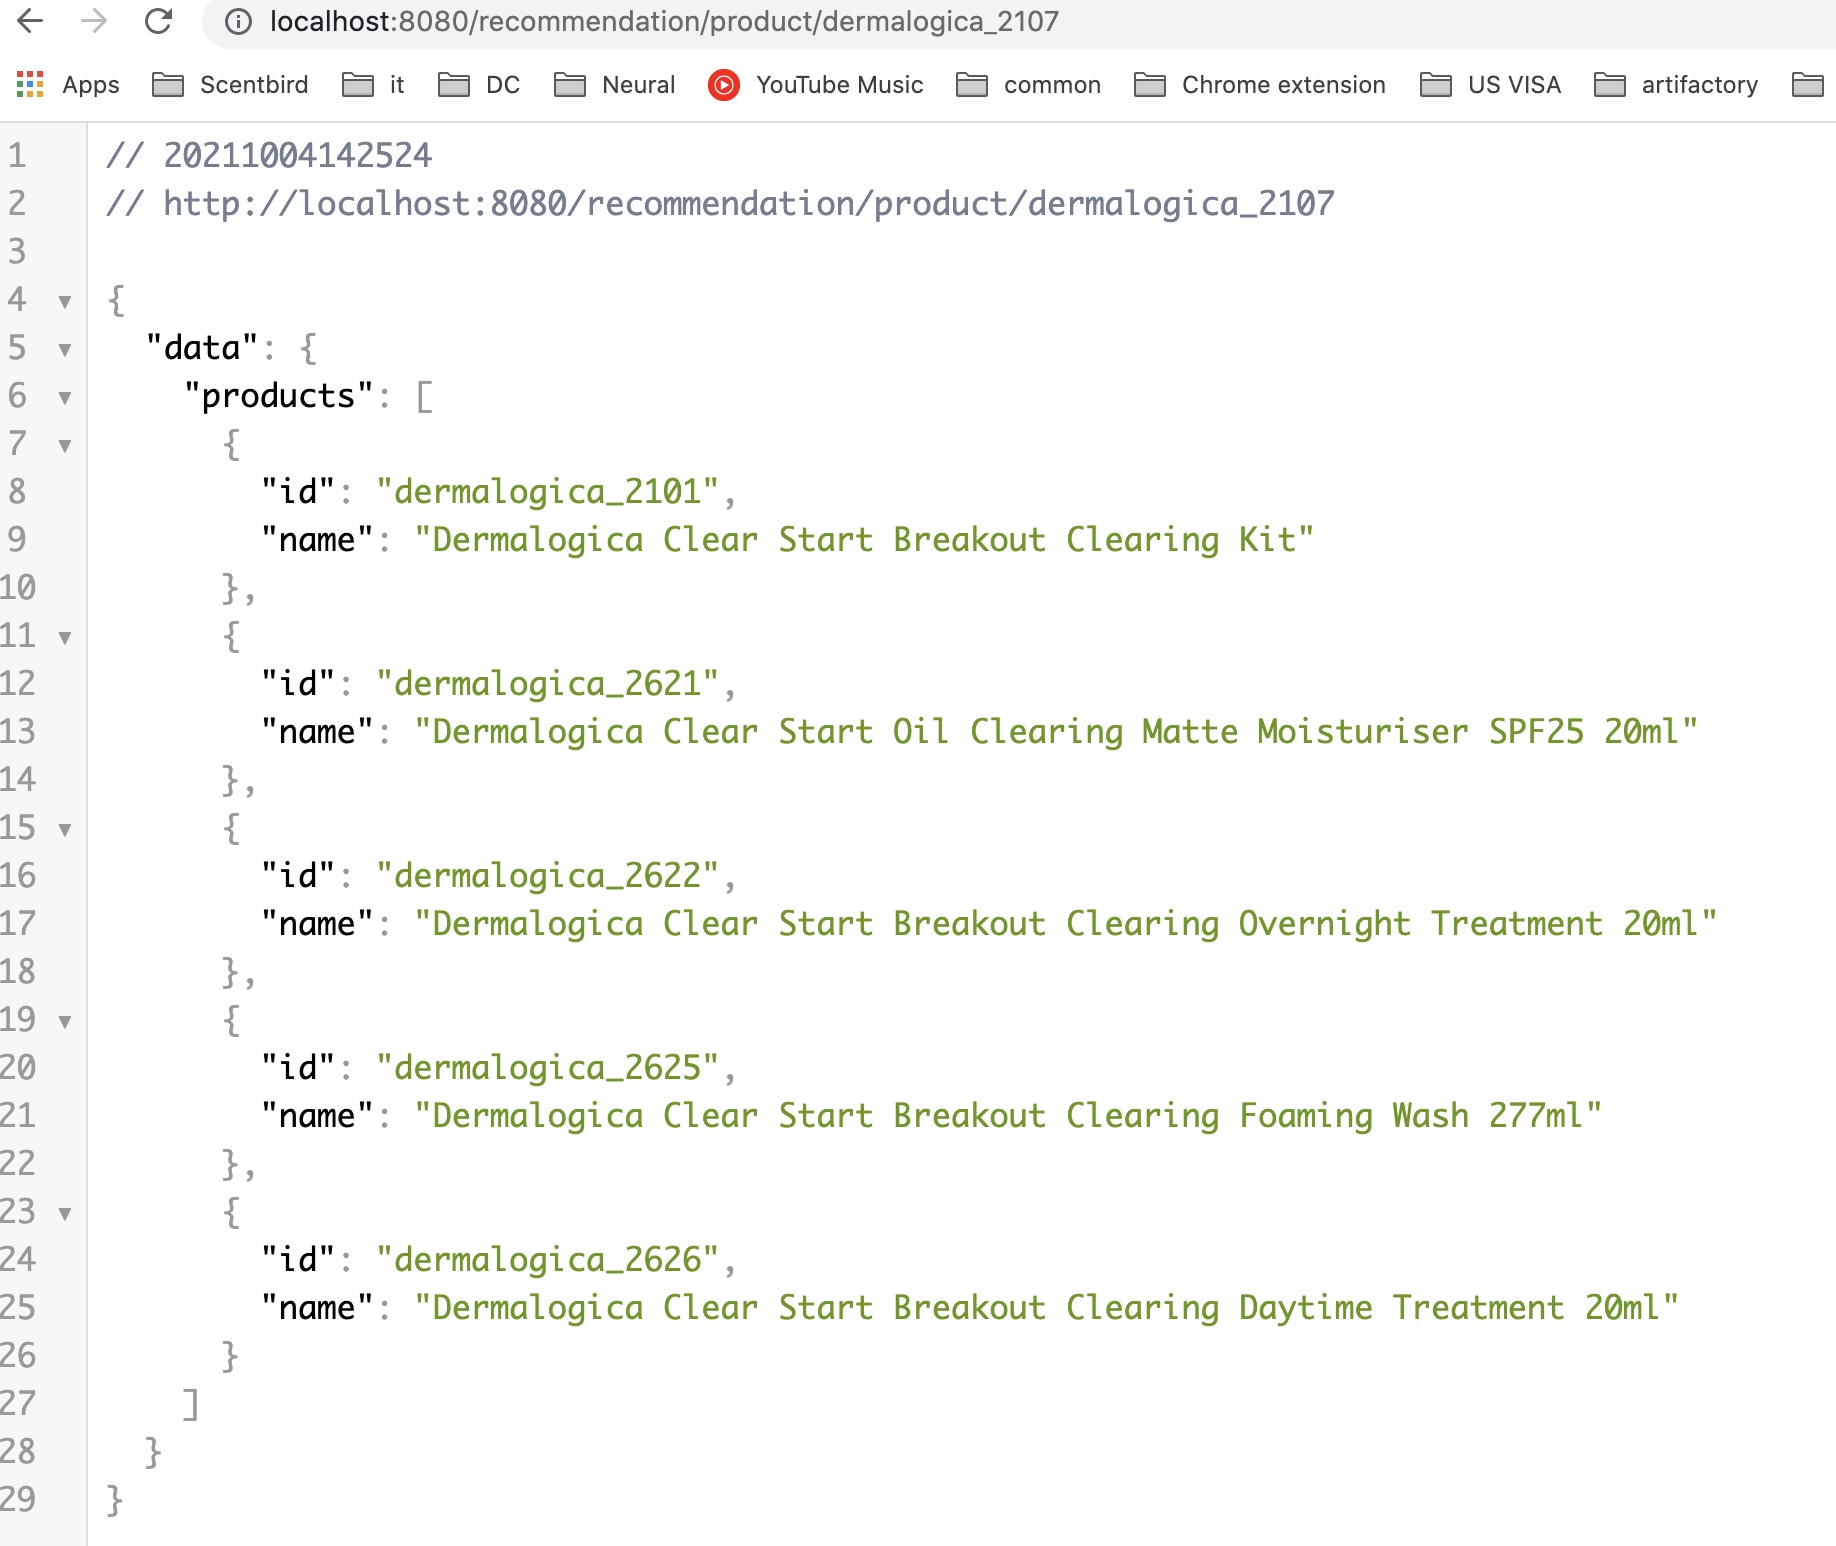 localhost:8080/recommendation/product/dermalogica_2107
Apps Scentbird it DC Neural YouTube Music common Chrome extension US VISA artifactory
1 // 20211004142524
2 // http://localhost:8080/recommendation/product/dermalogica_2107
3
4 {
5 "data": {
6 "products": [
7 {
8 "id": "dermalogica_2101",
9 "name": "Dermalogica Clear Start Breakout Clearing Kit"
10 },
11 {
12 "id": "dermalogica_2621",
13 "name": "Dermalogica Clear Start Oil Clearing Matte Moisturiser SPF25 20ml"
14 },
15 {
16 "id": "dermalogica_2622",
17 "name": "Dermalogica Clear Start Breakout Clearing Overnight Treatment 20ml"
18 },
19 {
20 "id": "dermalogica_2625",
21 "name": "Dermalogica Clear Start Breakout Clearing Foaming Wash 277ml"
22 },
23 {
24 "id": "dermalogica_2626",
25 "name": "Dermalogica Clear Start Breakout Clearing Daytime Treatment 20ml"
26 }
27 ]
28 }
29 }